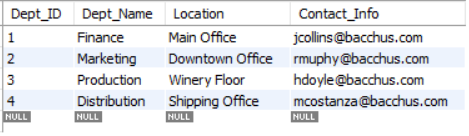 Dept_ID Dept_Name Location Contact_Info
1 Finance Main Office jcollins@bacchus.com
2 Marketing Downtown Office rmuphy@bacchus.com
3 Production Winery Floor hdoyle@bacchus.com
4 Distribution Shipping Office mcostanza@bacchus.com
NULL NULL NULL NULL